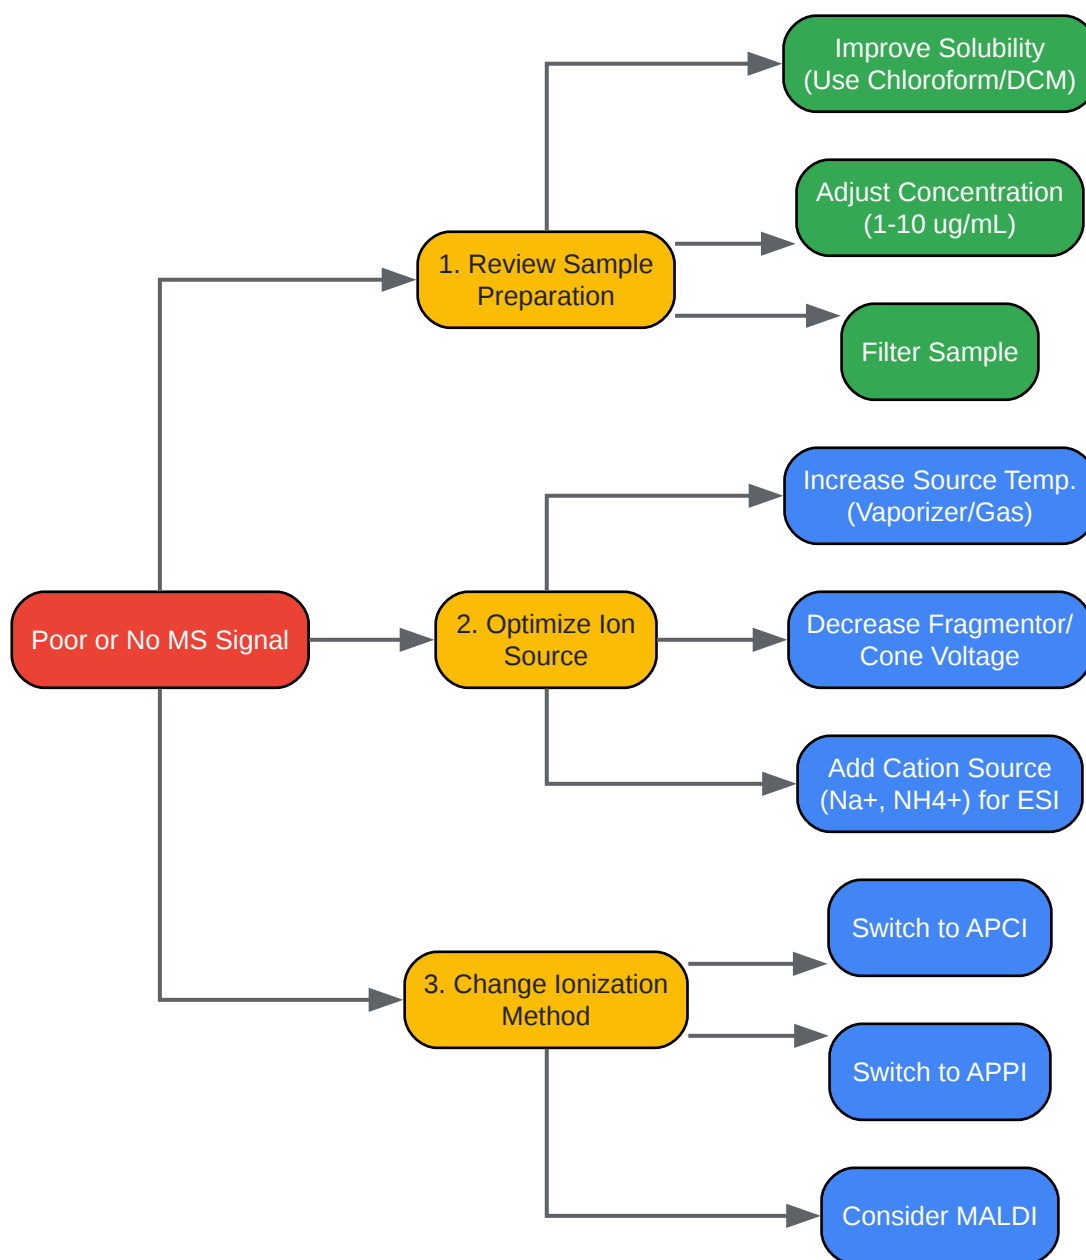 Improve Solubility
(Use Chloroform/DCM)
Adjust Concentration
(1-10 ug/mL)
1. Review Sample
Preparation
Filter Sample
Increase Source Temp.
(Vaporizer/Gas)
Poor or No MS Signal
2. Optimize Ion
Source
Decrease Fragmentor/
Cone Voltage
Add Cation Source
(Na+, NH4+) for ESI
Switch to APCI
3. Change Ionization
Method
Switch to APPI
Consider MALDI